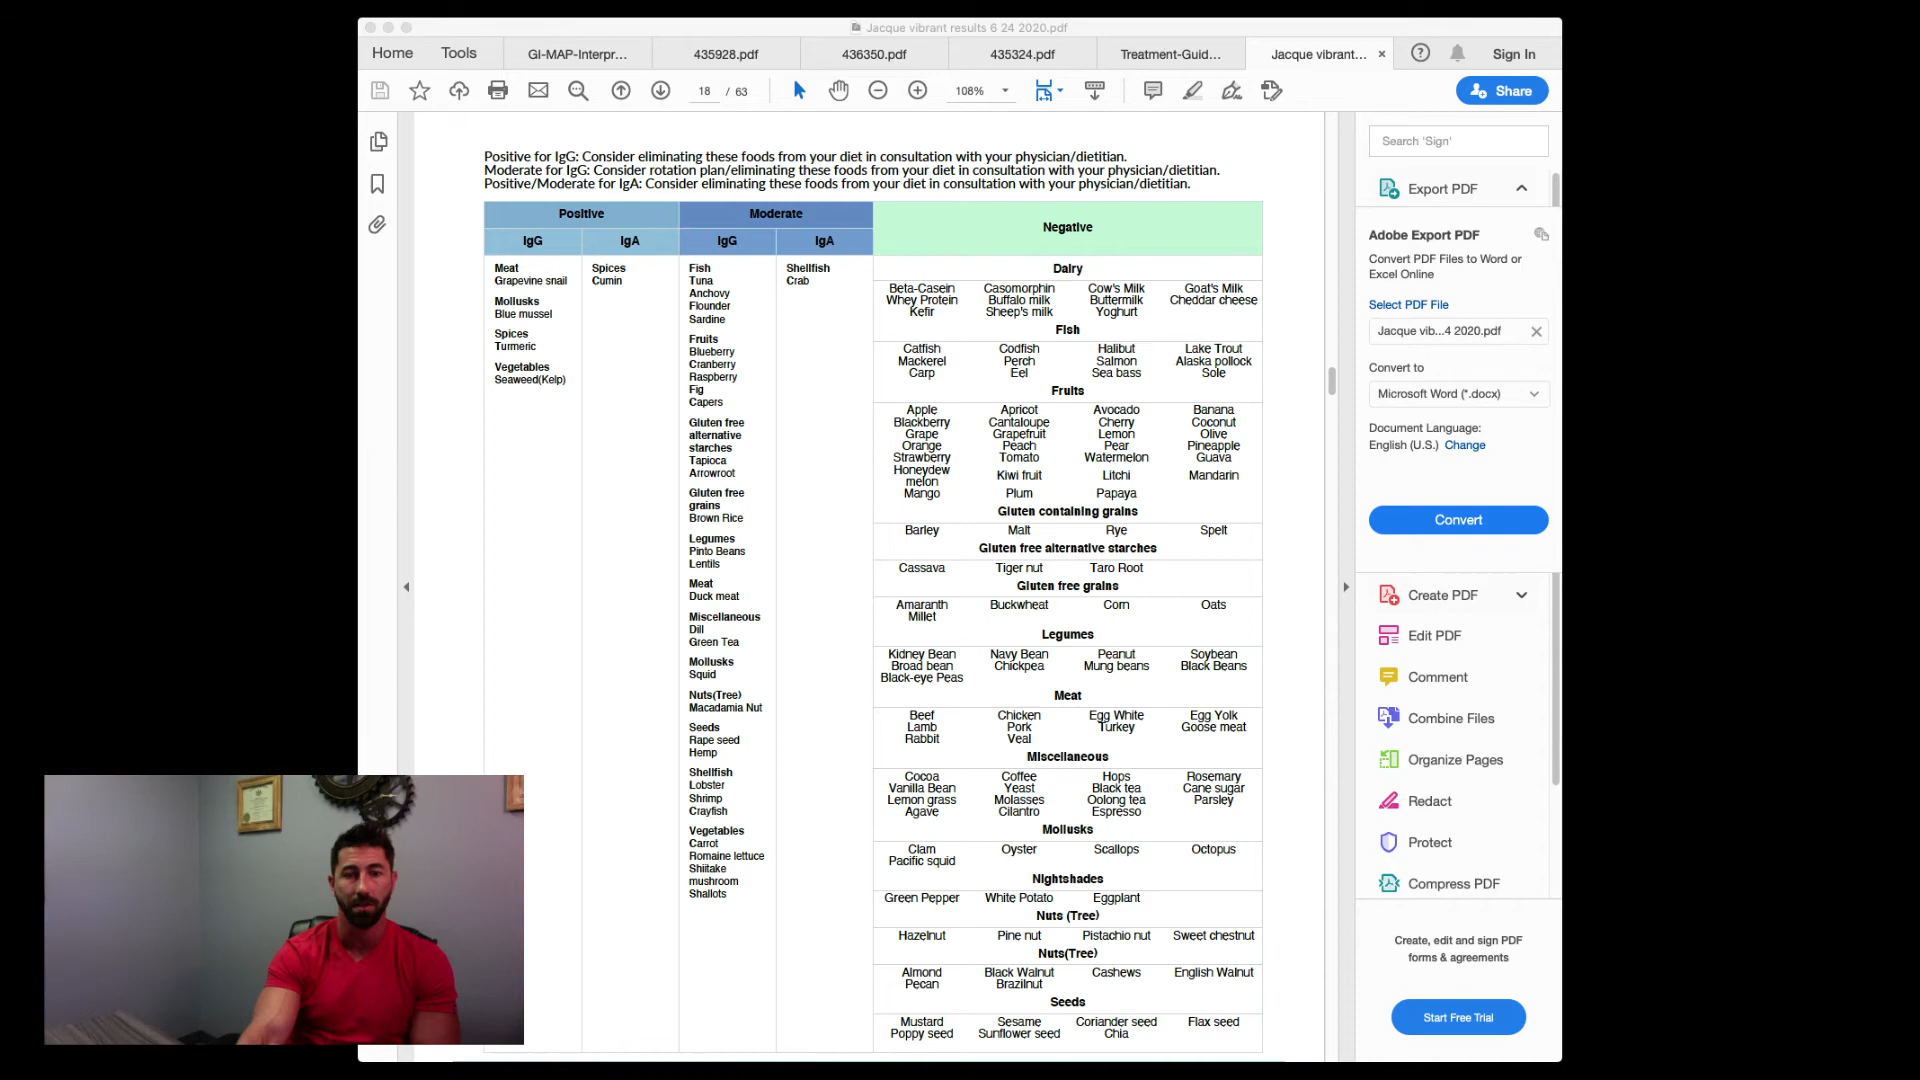 Jacque vibrant results 6 24 2020.pdf
Home
Tools
GI-MAP-Interpr...
435928.pdf
436350.pdf
435324.pdf
Treatment-Guid...
Jacque vibrant...
Sign In
18 / 63
108%
Share
Positive for IgG: Consider eliminating these foods from your diet in consultation with your physician/dietitian.
Moderate for IgG: Consider rotation plan/eliminating these foods from your diet in consultation with your physician/dietitian.
Positive/Moderate for IgA: Consider eliminating these foods from your diet in consultation with your physician/dietitian.
Positive
Moderate
Negative
IgG
IgA
IgG
IgA
Meat
Grapevine snail
Mollusks
Blue mussel
Spices
Turmeric
Vegetables
Seaweed(Kelp)
Spices
Cumin
Fish
Tuna
Anchovy
Flounder
Sardine
Fruits
Blueberry
Cranberry
Raspberry
Fig
Capers
Gluten free
alternative
starches
Tapioca
Arrowroot
Gluten free
grains
Brown Rice
Legumes
Pinto Beans
Lentils
Meat
Duck meat
Miscellaneous
Dill
Green Tea
Mollusks
Squid
Nuts(Tree)
Macadamia Nut
Seeds
Rape seed
Hemp
Shellfish
Lobster
Shrimp
Crayfish
Vegetables
Carrot
Romaine lettuce
Shiitake
mushroom
Shallots
Shellfish
Crab
Dairy
Beta-Casein Casomorphin Cow's Milk Goat's Milk
Whey Protein Buffalo milk Buttermilk Cheddar cheese
Kefir Sheep's milk Yoghurt
Fish
Catfish Codfish Halibut Lake Trout
Mackerel Perch Salmon Alaska pollock
Carp Eel Sea bass Sole
Fruits
Apple Apricot Avocado Banana
Blackberry Cantaloupe Cherry Coconut
Grape Grapefruit Lemon Olive
Orange Peach Pear Pineapple
Strawberry Tomato Watermelon Guava
Honeydew
melon Kiwi fruit Litchi Mandarin
Mango Plum Papaya
Gluten containing grains
Barley Malt Rye Spelt
Gluten free alternative starches
Cassava Tiger nut Taro Root
Gluten free grains
Amaranth Buckwheat Corn Oats
Millet
Legumes
Kidney Bean Navy Bean Peanut Soybean
Broad bean Chickpea Mung beans Black Beans
Black-eye Peas
Meat
Beef Chicken Egg White Egg Yolk
Lamb Pork Turkey Goose meat
Rabbit Veal
Miscellaneous
Cocoa Coffee Hops Rosemary
Vanilla Bean Yeast Black tea Cane sugar
Lemon grass Molasses Oolong tea Parsley
Agave Cilantro Espresso
Mollusks
Clam Oyster Scallops Octopus
Pacific squid
Nightshades
Green Pepper White Potato Eggplant
Nuts (Tree)
Hazelnut Pine nut Pistachio nut Sweet chestnut
Nuts(Tree)
Almond Black Walnut Cashews English Walnut
Pecan Brazilnut
Seeds
Mustard Sesame Coriander seed Flax seed
Poppy seed Sunflower seed Chia
Search 'Sign'
Export PDF
Adobe Export PDF
Convert PDF Files to Word or
Excel Online
Select PDF File
Jacque vib...4 2020.pdf
Convert to
Microsoft Word (*.docx)
Document Language:
English (U.S.) Change
Convert
Create PDF
Edit PDF
Comment
Combine Files
Organize Pages
Redact
Protect
Compress PDF
Create, edit and sign PDF
forms & agreements
Start Free Trial